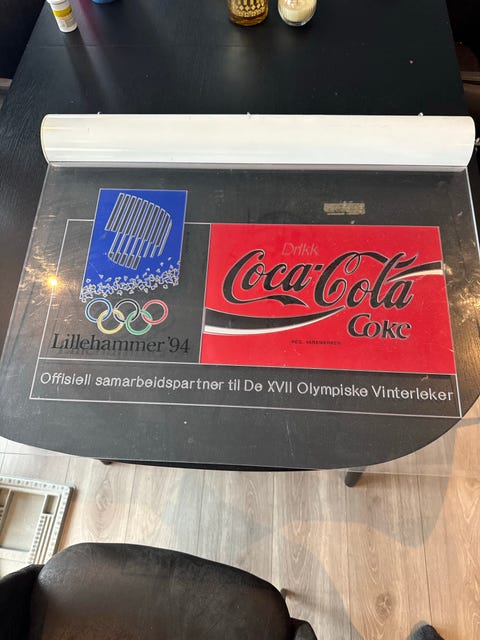 Lillehammer '94
Drikk
Coca-Cola
Coke
REG. VAREMERKER
Offisiell samarbeidspartner til De XVII Olympiske Vinterleker